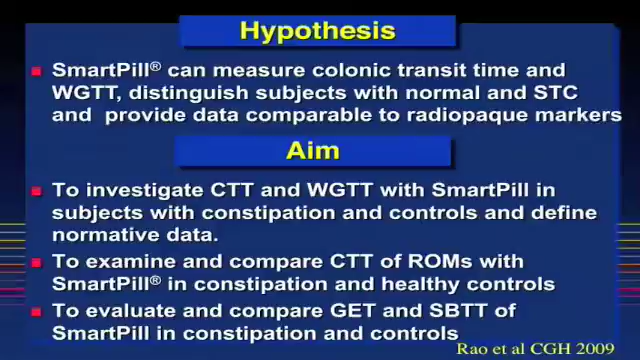 Hypothesis
SmartPill® can measure colonic transit time and
WGTT, distinguish subjects with normal and STC
and provide data comparable to radiopaque markers
Aim
To investigate CTT and WGTT with SmartPill in
subjects with constipation and controls and define
normative data.
To examine and compare CTT of ROMs with
SmartPill® in constipation and healthy controls
To evaluate and compare GET and SBTT of
SmartPill in constipation and controls
Rao et al CGH 2009